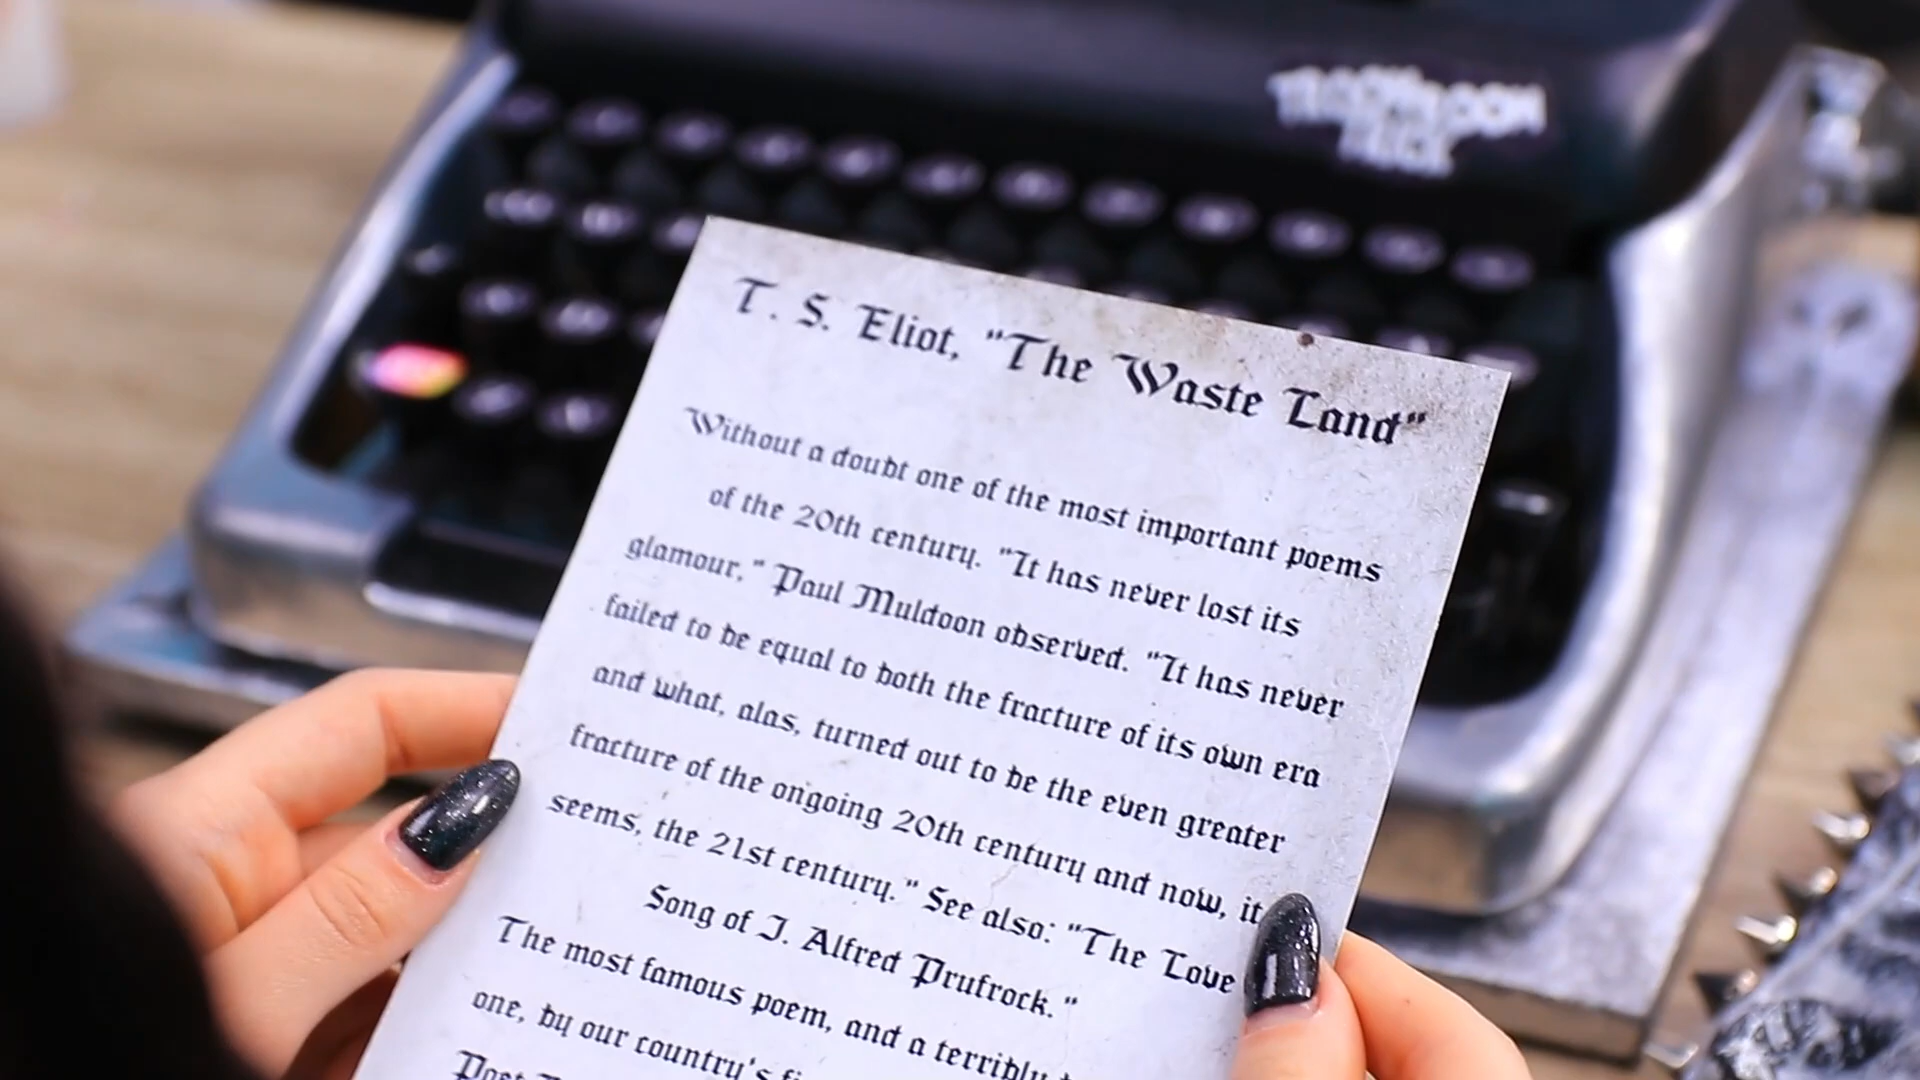 T. S. Eliot, "The Waste Land"
Without a doubt one of the most important poems
of the 20th century. "It has never lost its
glamour," Paul Muldoon observed. "It has never
failed to be equal to both the fracture of its own era
and what, alas, turned out to be the even greater
fracture of the ongoing 20th century and now, it
seems, the 21st century." See also: "The Love
Song of J. Alfred Prufrock."
The most famous poem, and a terribly
one, by our country's
Poet